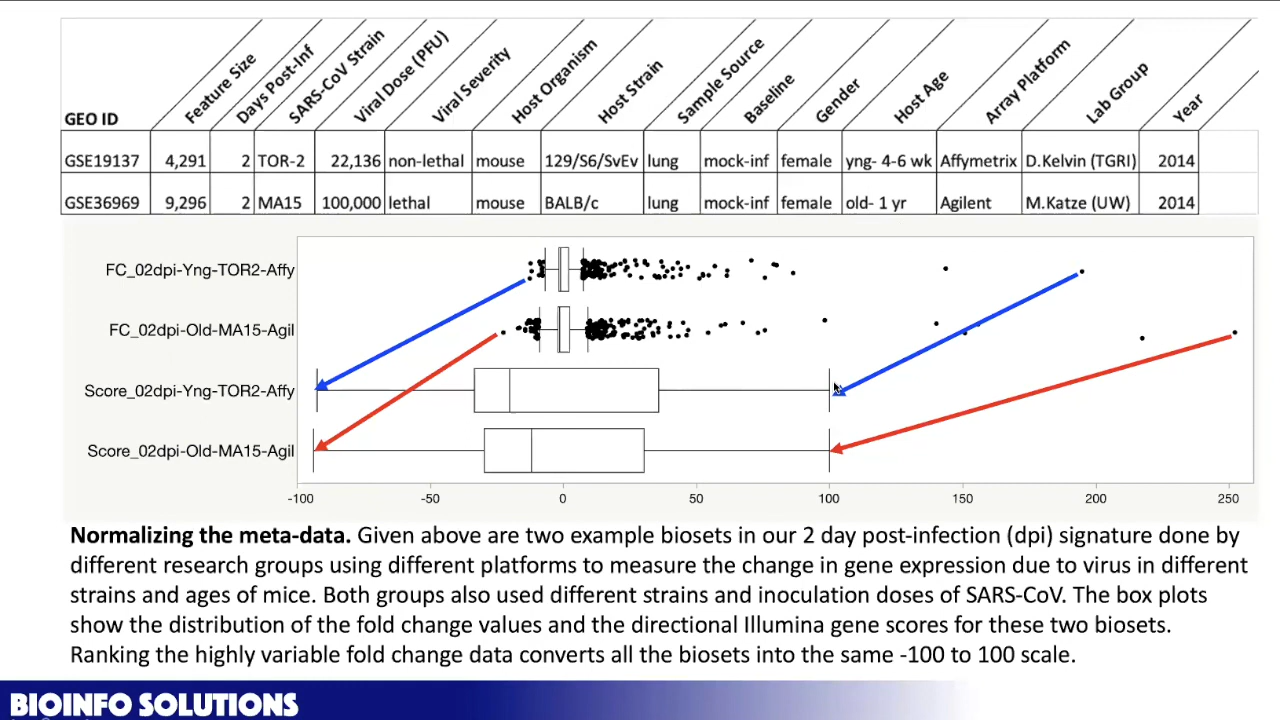 GEO ID Feature Size Days Post-Inf SARS-CoV Strain Viral Dose (PFU) Viral Severity Host Organism Host Strain Sample Source Baseline Gender Host Age Array Platform Lab Group Year
GSE19137 4,291 2 TOR-2 22,136 non-lethal mouse 129/S6/SvEv lung mock-inf female yng- 4-6 wk Affymetrix D.Kelvin (TGRI) 2014
GSE36969 9,296 2 MA15 100,000 lethal mouse BALB/c lung mock-inf female old- 1 yr Agilent M.Katze (UW) 2014
FC_02dpi-Yng-TOR2-Affy
FC_02dpi-Old-MA15-Agil
Score_02dpi-Yng-TOR2-Affy
Score_02dpi-Old-MA15-Agil
-100 -50 0 50 100 150 200 250
Normalizing the meta-data. Given above are two example biosets in our 2 day post-infection (dpi) signature done by
different research groups using different platforms to measure the change in gene expression due to virus in different
strains and ages of mice. Both groups also used different strains and inoculation doses of SARS-CoV. The box plots
show the distribution of the fold change values and the directional Illumina gene scores for these two biosets.
Ranking the highly variable fold change data converts all the biosets into the same -100 to 100 scale.
BIOINFO SOLUTIONS